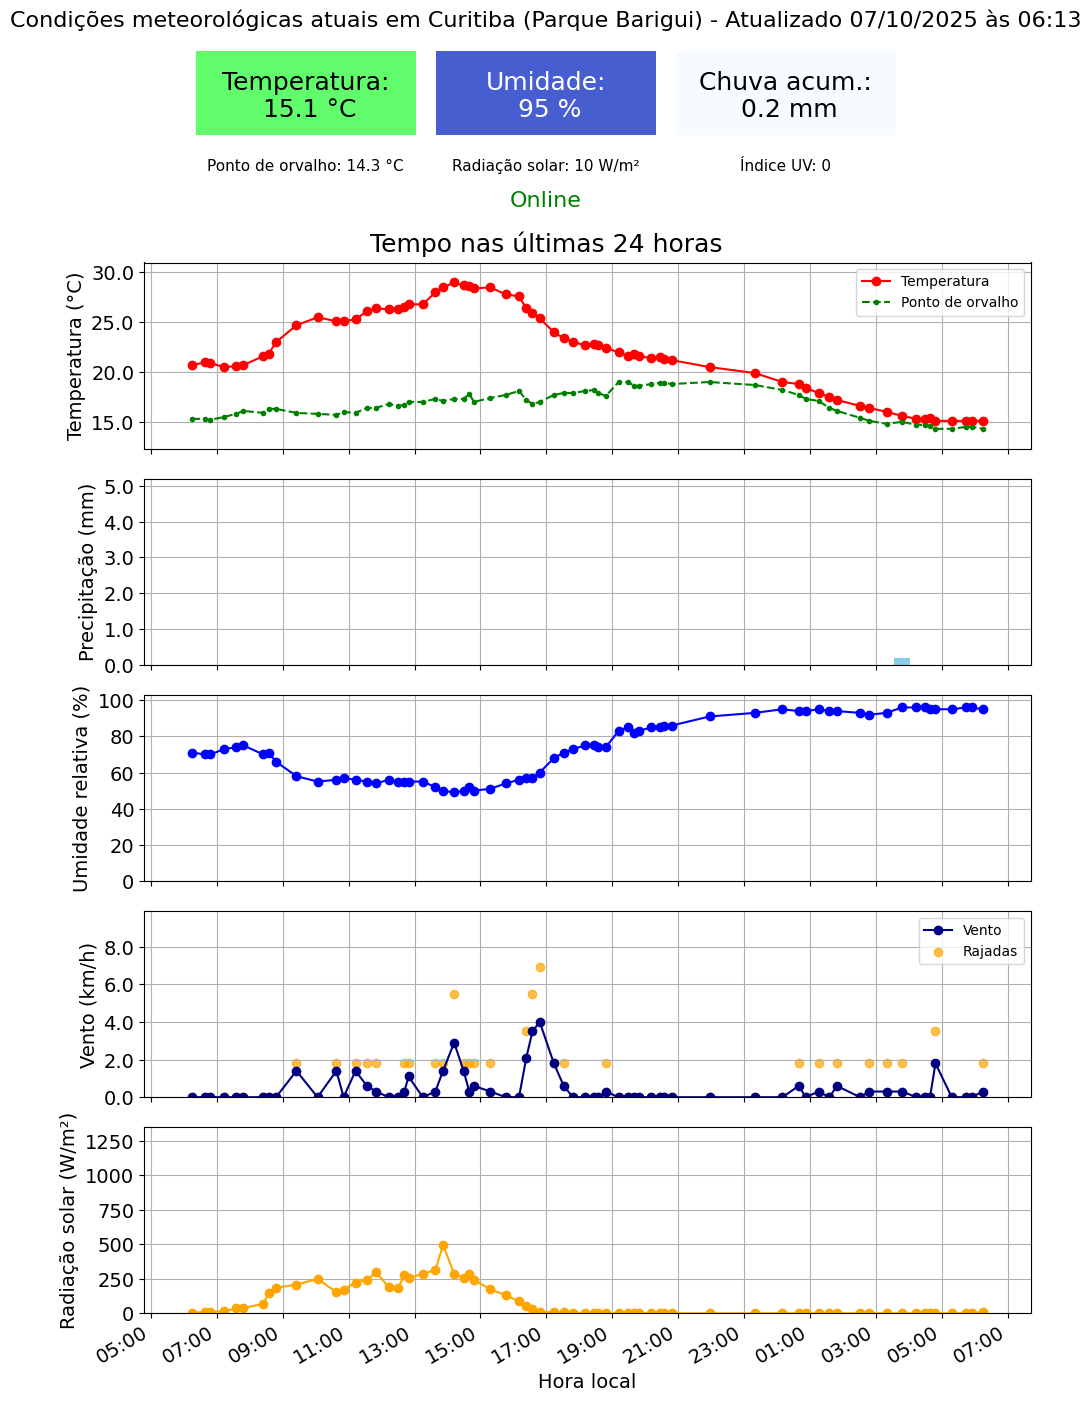 Condições meteorológicas atuais em Curitiba (Parque Barigui) - Atualizado 07/10/2025 às 06:13
Temperatura:
15.1 °C
Umidade:
95 %
Chuva acum.:
0.2 mm
Ponto de orvalho: 14.3 °C
Radiação solar: 10 W/m²
Índice UV: 0
Online
Tempo nas últimas 24 horas
Temperatura (°C)
30.0
25.0
20.0
15.0
Temperatura
Ponto de orvalho
Precipitação (mm)
5.0
4.0
3.0
2.0
1.0
0.0
Umidade relativa (%)
100
80
60
40
20
0
Vento (km/h)
8.0
6.0
4.0
2.0
0.0
Vento
Rajadas
Radiação solar (W/m²)
1250
1000
750
500
250
0
05:00
07:00
09:00
11:00
13:00
15:00
17:00
19:00
21:00
23:00
01:00
03:00
05:00
07:00
Hora local